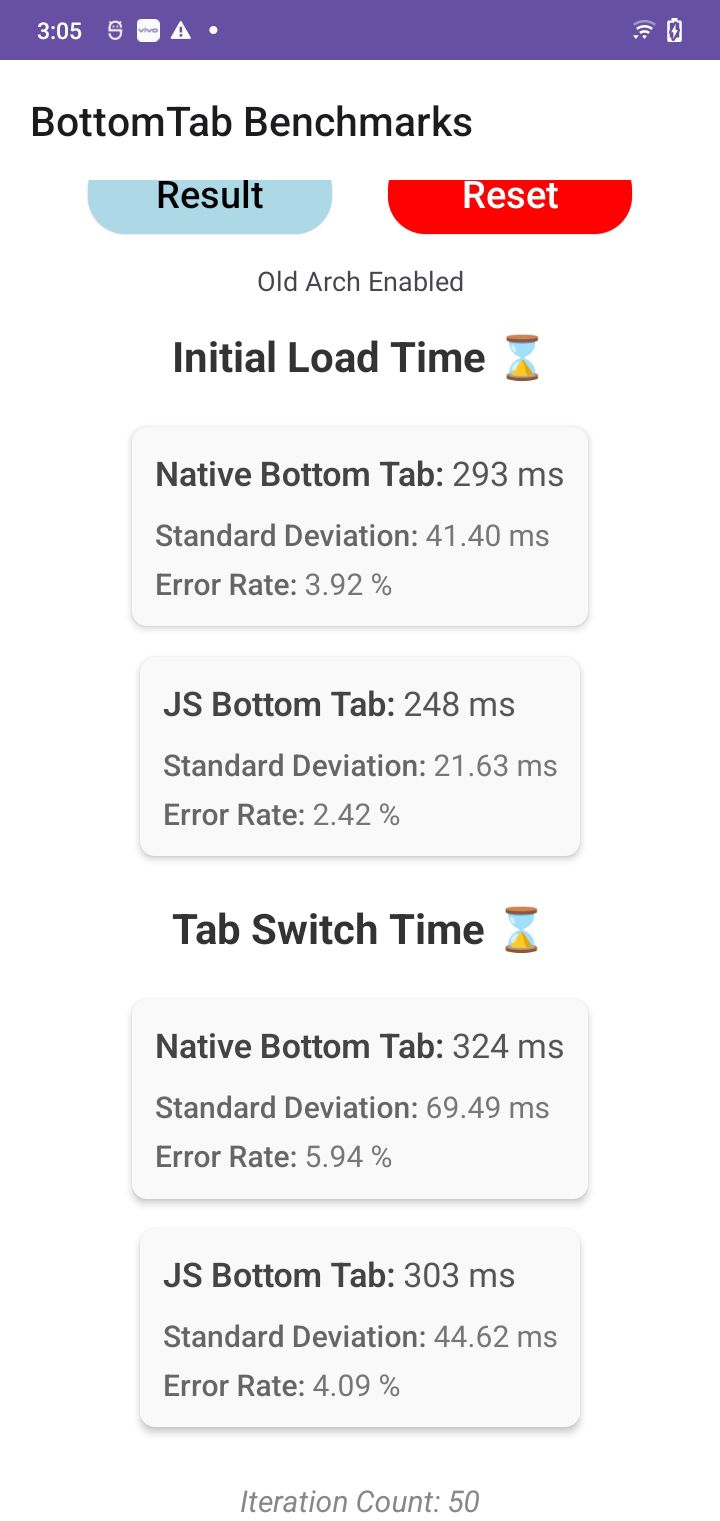 3:05 vivo
BottomTab Benchmarks
Result Reset
Old Arch Enabled
Initial Load Time ⌛
Native Bottom Tab: 293 ms
Standard Deviation: 41.40 ms
Error Rate: 3.92 %
JS Bottom Tab: 248 ms
Standard Deviation: 21.63 ms
Error Rate: 2.42 %
Tab Switch Time ⌛
Native Bottom Tab: 324 ms
Standard Deviation: 69.49 ms
Error Rate: 5.94 %
JS Bottom Tab: 303 ms
Standard Deviation: 44.62 ms
Error Rate: 4.09 %
Iteration Count: 50